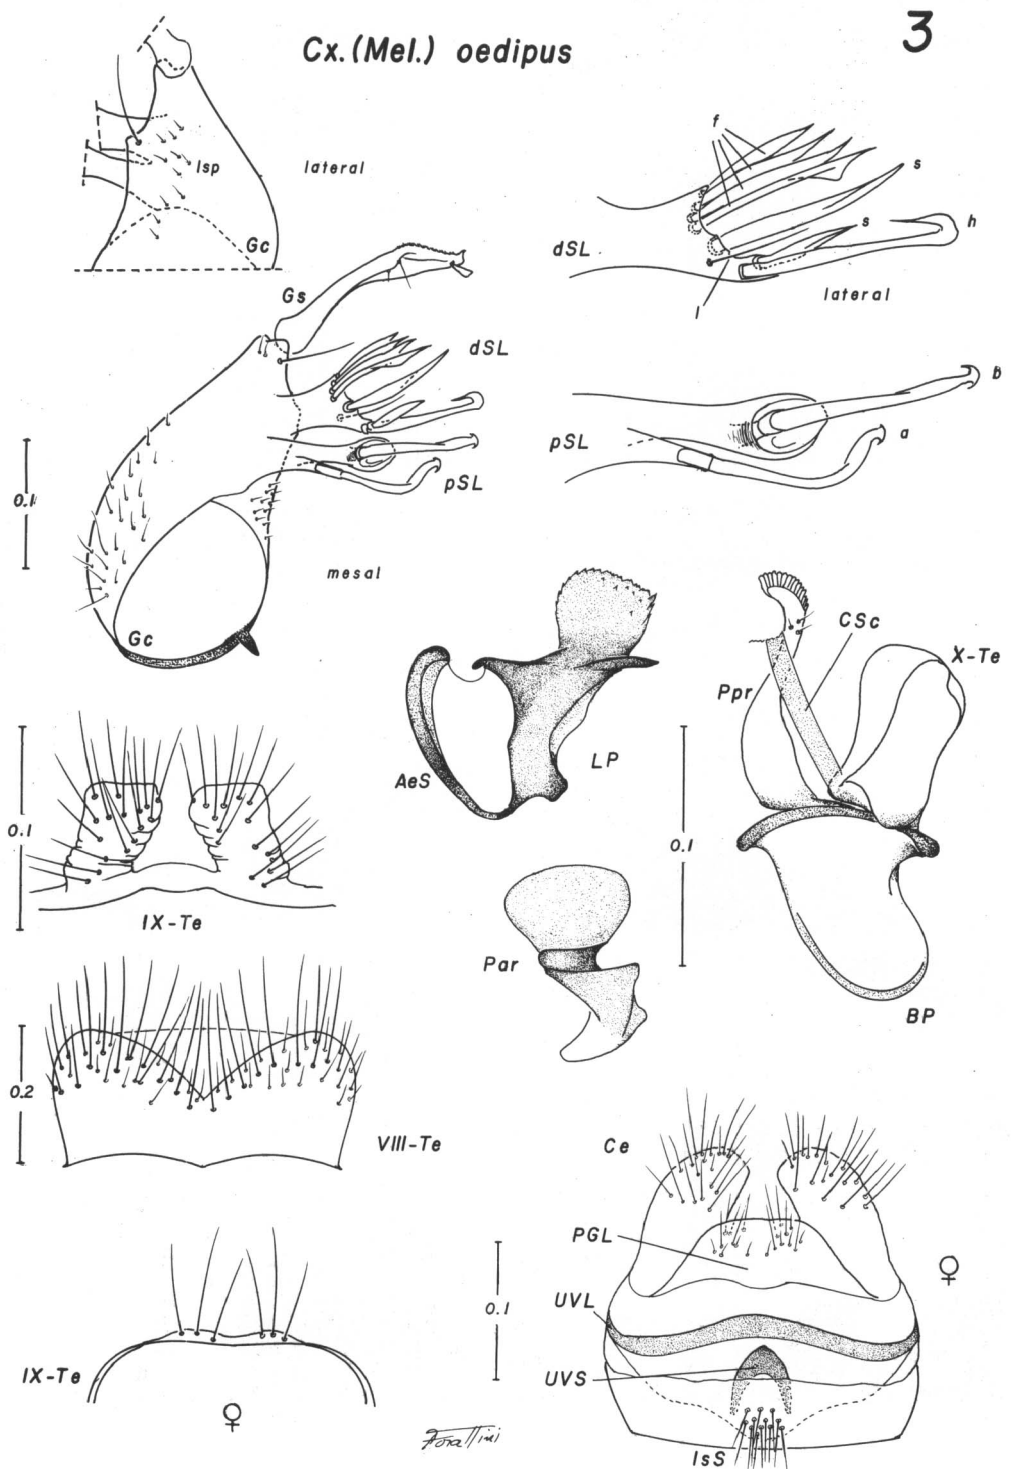 Cx. (Mel.) oedipus
3
lsp
lateral
Gc
f
s
s
h
dSL
l
lateral
Gs
dSL
pSL
0.1
mesal
Gc
b
pSL
a
CSc
X-Te
Ppr
AeS
LP
0.1
BP
Par
0.1
IX-Te
0.2
VIII-Te
Ce
PGL
♀
UVL
0.1
UVS
IsS
IX-Te
♀
Forattini